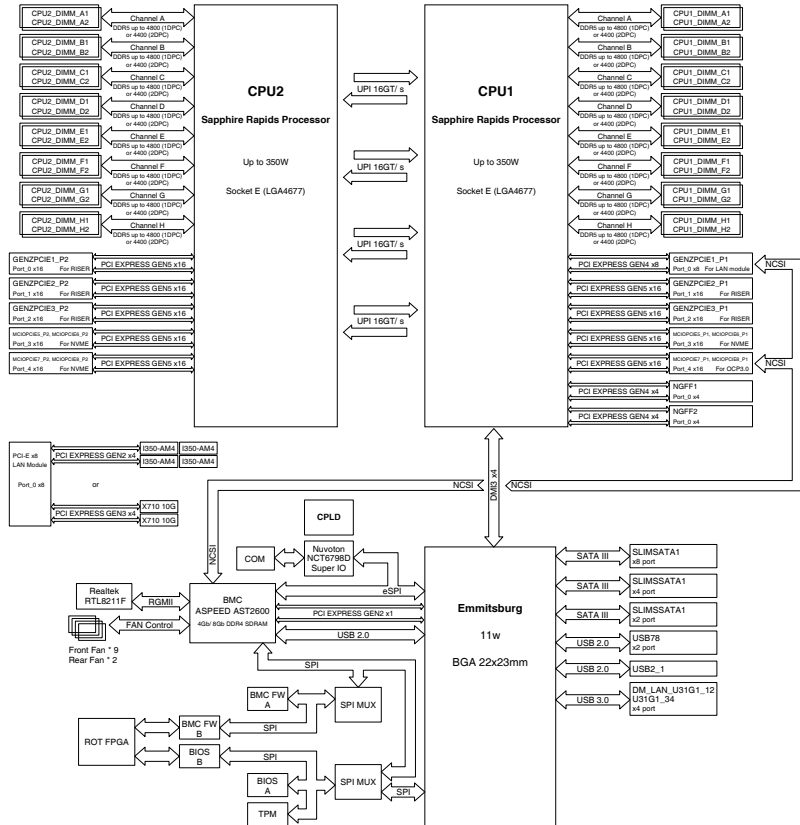 CPU2_DIMM_A1
CPU2_DIMM_A2
Channel A
DDR5 up to 4800 (1DPC)
or 4400 (2DPC)
CPU2_DIMM_B1
CPU2_DIMM_B2
Channel B
DDR5 up to 4800 (1DPC)
or 4400 (2DPC)
CPU2_DIMM_C1
CPU2_DIMM_C2
Channel C
DDR5 up to 4800 (1DPC)
or 4400 (2DPC)
CPU2_DIMM_D1
CPU2_DIMM_D2
Channel D
DDR5 up to 4800 (1DPC)
or 4400 (2DPC)
CPU2_DIMM_E1
CPU2_DIMM_E2
Channel E
DDR5 up to 4800 (1DPC)
or 4400 (2DPC)
CPU2_DIMM_F1
CPU2_DIMM_F2
Channel F
DDR5 up to 4800 (1DPC)
or 4400 (2DPC)
CPU2_DIMM_G1
CPU2_DIMM_G2
Channel G
DDR5 up to 4800 (1DPC)
or 4400 (2DPC)
CPU2_DIMM_H1
CPU2_DIMM_H2
Channel H
DDR5 up to 4800 (1DPC)
or 4400 (2DPC)
GENZPCIE1_P2
Port_0 x16 For RISER
PCI EXPRESS GEN5 x16
GENZPCIE2_P2
Port_1 x16 For RISER
PCI EXPRESS GEN5 x16
GENZPCIE3_P2
Port_2 x16 For RISER
PCI EXPRESS GEN5 x16
MCIOPCIE5_P2, MCIOPCIE6_P2
Port_3 x16 For NVME
PCI EXPRESS GEN5 x16
MCIOPCIE7_P2, MCIOPCIE8_P2
Port_4 x16 For NVME
PCI EXPRESS GEN5 x16
CPU2
Sapphire Rapids Processor
Up to 350W
Socket E (LGA4677)
UPI 16GT/ s
UPI 16GT/ s
UPI 16GT/ s
UPI 16GT/ s
CPU1
Sapphire Rapids Processor
Up to 350W
Socket E (LGA4677)
Channel A
DDR5 up to 4800 (1DPC)
or 4400 (2DPC)
CPU1_DIMM_A1
CPU1_DIMM_A2
Channel B
DDR5 up to 4800 (1DPC)
or 4400 (2DPC)
CPU1_DIMM_B1
CPU1_DIMM_B2
Channel C
DDR5 up to 4800 (1DPC)
or 4400 (2DPC)
CPU1_DIMM_C1
CPU1_DIMM_C2
Channel D
DDR5 up to 4800 (1DPC)
or 4400 (2DPC)
CPU1_DIMM_D1
CPU1_DIMM_D2
Channel E
DDR5 up to 4800 (1DPC)
or 4400 (2DPC)
CPU1_DIMM_E1
CPU1_DIMM_E2
Channel F
DDR5 up to 4800 (1DPC)
or 4400 (2DPC)
CPU1_DIMM_F1
CPU1_DIMM_F2
Channel G
DDR5 up to 4800 (1DPC)
or 4400 (2DPC)
CPU1_DIMM_G1
CPU1_DIMM_G2
Channel H
DDR5 up to 4800 (1DPC)
or 4400 (2DPC)
CPU1_DIMM_H1
CPU1_DIMM_H2
PCI EXPRESS GEN4 x8
GENZPCIE1_P1
Port_0 x8 For LAN module
NCSI
PCI EXPRESS GEN5 x16
GENZPCIE2_P1
Port_1 x16 For RISER
PCI EXPRESS GEN5 x16
GENZPCIE3_P1
Port_2 x16 For RISER
PCI EXPRESS GEN5 x16
MCIOPCIE5_P1, MCIOPCIE6_P1
Port_3 x16 For NVME
PCI EXPRESS GEN5 x16
MCIOPCIE7_P1, MCIOPCIE8_P1
Port_4 x16 For OCP3.0
NCSI
PCI EXPRESS GEN4 x4
NGFF1
Port_0 x4
PCI EXPRESS GEN4 x4
NGFF2
Port_0 x4
PCI-E x8
LAN Module
Port_0 x8
PCI EXPRESS GEN2 x4
I350-AM4 I350-AM4
I350-AM4 I350-AM4
or
PCI EXPRESS GEN3 x4
X710 10G
X710 10G
NCSI
NCSI
DMI3 x4
NCSI
CPLD
COM
Nuvoton
NCT6798D
Super IO
eSPI
Realtek
RTL8211F
RGMII
FAN Control
Front Fan * 9
Rear Fan * 2
BMC
ASPEED AST2600
4Gb/ 8Gb DDR4 SDRAM
PCI EXPRESS GEN2 x1
USB 2.0
SPI
Emmitsburg
11w
BGA 22x23mm
SATA III
SLIMSATA1
x8 port
SATA III
SLIMSSATA1
x4 port
SATA III
SLIMSSATA1
x2 port
USB 2.0
USB78
x2 port
USB 2.0
USB2_1
USB 3.0
DM_LAN_U31G1_12
U31G1_34
x4 port
BMC FW
A
SPI MUX
ROT FPGA
BMC FW
B
SPI
BIOS
B
SPI
BIOS
A
SPI MUX
SPI
TPM